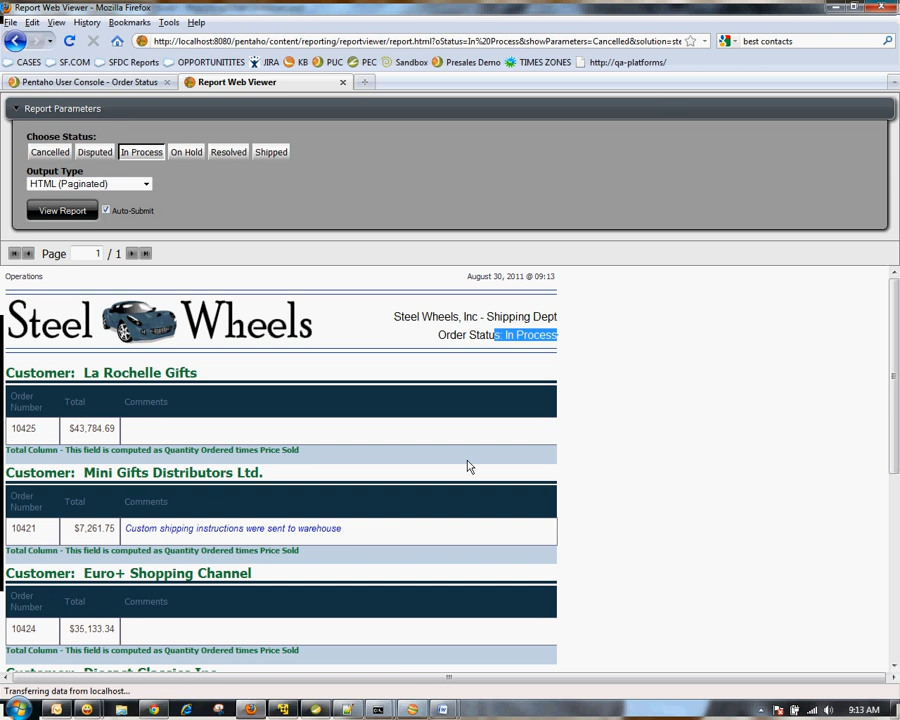 Report Web Viewer - Mozilla Firefox
File Edit View History Bookmarks Tools Help
http://localhost:8080/pentaho/content/reporting/reportviewer/report.html?oStatus=In%20Process&showParameters=Cancelled&solution=ste
best contacts
CASES SF.COM SFDC Reports OPPORTUNITITES JIRA KB PUC PEC Sandbox Presales Demo TIMES ZONES http://qa-platforms/
Pentaho User Console - Order Status Report Web Viewer
Report Parameters
Choose Status:
Cancelled Disputed In Process On Hold Resolved Shipped
Output Type
HTML (Paginated)
View Report Auto-Submit
Page 1 / 1
Operations August 30, 2011 @ 09:13
Steel Wheels
Steel Wheels, Inc - Shipping Dept
Order Status: In Process
Customer: La Rochelle Gifts
Order Number Total Comments
10425 $43,784.69
Total Column - This field is computed as Quantity Ordered times Price Sold
Customer: Mini Gifts Distributors Ltd.
Order Number Total Comments
10421 $7,261.75 Custom shipping instructions were sent to warehouse
Total Column - This field is computed as Quantity Ordered times Price Sold
Customer: Euro+ Shopping Channel
Order Number Total Comments
10424 $35,133.34
Total Column - This field is computed as Quantity Ordered times Price Sold
Transferring data from localhost...
9:13 AM